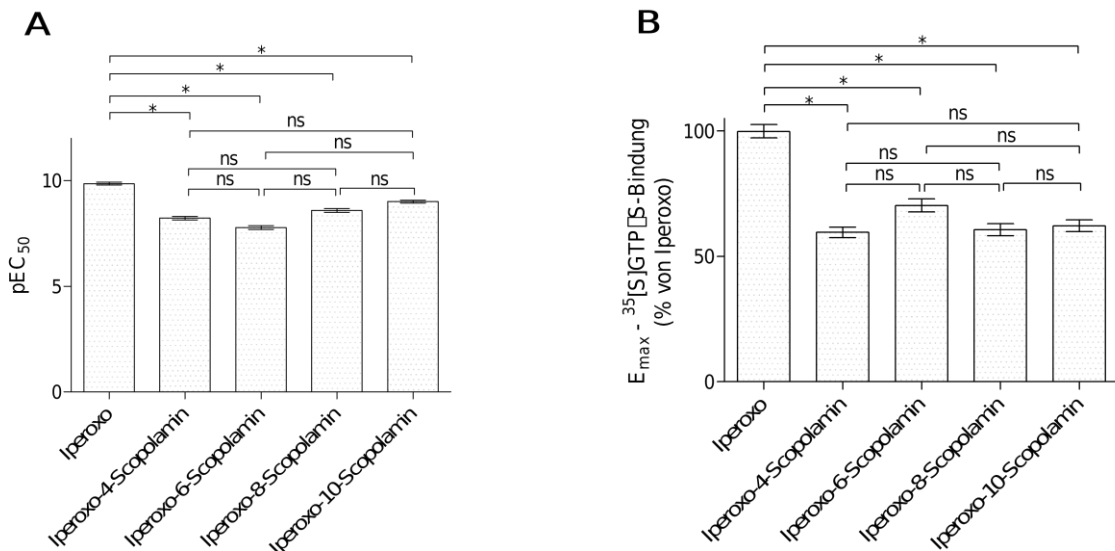 A
*
*
*
*
ns
ns
ns
ns
ns
ns
10
5
0
pEC50
Iperoxo
Iperoxo-4-Scopolamin
Iperoxo-6-Scopolamin
Iperoxo-8-Scopolamin
Iperoxo-10-Scopolamin
B
*
*
*
*
ns
ns
ns
ns
ns
ns
100
50
0
Emax - 35[S]GTP□S-Bindung
(% von Iperoxo)
Iperoxo
Iperoxo-4-Scopolamin
Iperoxo-6-Scopolamin
Iperoxo-8-Scopolamin
Iperoxo-10-Scopolamin